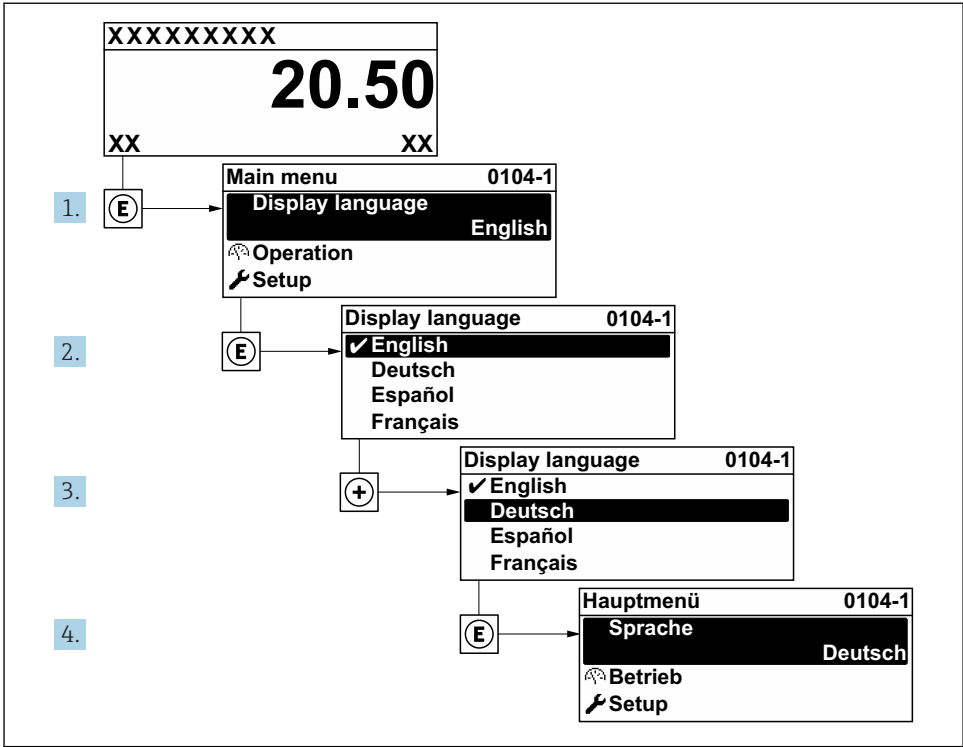 XXXXXXXXX
20.50
XX XX
1. E
Main menu 0104-1
Display language
English
Operation
Setup
2. E
Display language 0104-1
✔ English
Deutsch
Español
Français
3. +
Display language 0104-1
✔ English
Deutsch
Español
Français
4. E
Hauptmenü 0104-1
Sprache
Deutsch
Betrieb
Setup